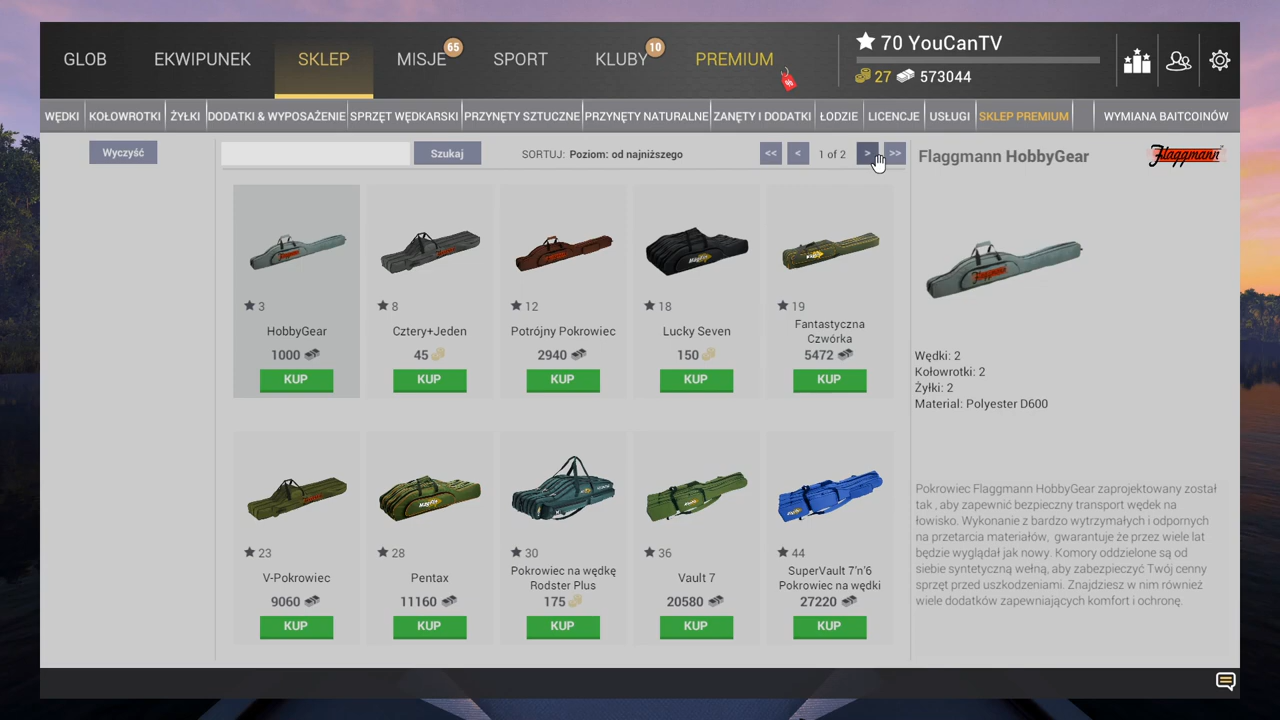 GLOB EKWIPUNEK SKLEP MISJE 65 SPORT KLUBY 10 PREMIUM % 70 YouCanTV
27 573044
WĘDKI KOŁOWROTKI ŻYŁKI DODATKI & WYPOSAŻENIE SPRZĘT WĘDKARSKI PRZYNĘTY SZTUCZNE PRZYNĘTY NATURALNE ZANĘTY I DODATKI ŁODZIE LICENCJE USŁUGI SKLEP PREMIUM WYMIANA BAITCOINÓW
Wyczyść Szukaj SORTUJ: Poziom: od najniższego << < 1 of 2 > >>
Flaggmann HobbyGear Flaggmann
3 8 12 18 19
HobbyGear Cztery+Jeden Potrójny Pokrowiec Lucky Seven Fantastyczna
Czwórka
1000 45 2940 150 5472
KUP KUP KUP KUP KUP
Wędki: 2
Kołowrotki: 2
Żyłki: 2
Material: Polyester D600
23 28 30 36 44
V-Pokrowiec Pentax Pokrowiec na wędkę Vault 7 SuperVault 7'n'6
Rodster Plus Pokrowiec na wędki
9060 11160 175 20580 27220
KUP KUP KUP KUP KUP
Pokrowiec Flaggmann HobbyGear zaprojektowany został
tak , aby zapewnić bezpieczny transport wędek na
łowisko. Wykonanie z bardzo wytrzymałych i odpornych
na przetarcia materiałów, gwarantuje że przez wiele lat
będzie wyglądał jak nowy. Komory oddzielone są od
siebie syntetyczną wełną, aby zabezpieczyć Twój cenny
sprzęt przed uszkodzeniami. Znajdziesz w nim również
wiele dodatków zapewniających komfort i ochronę.